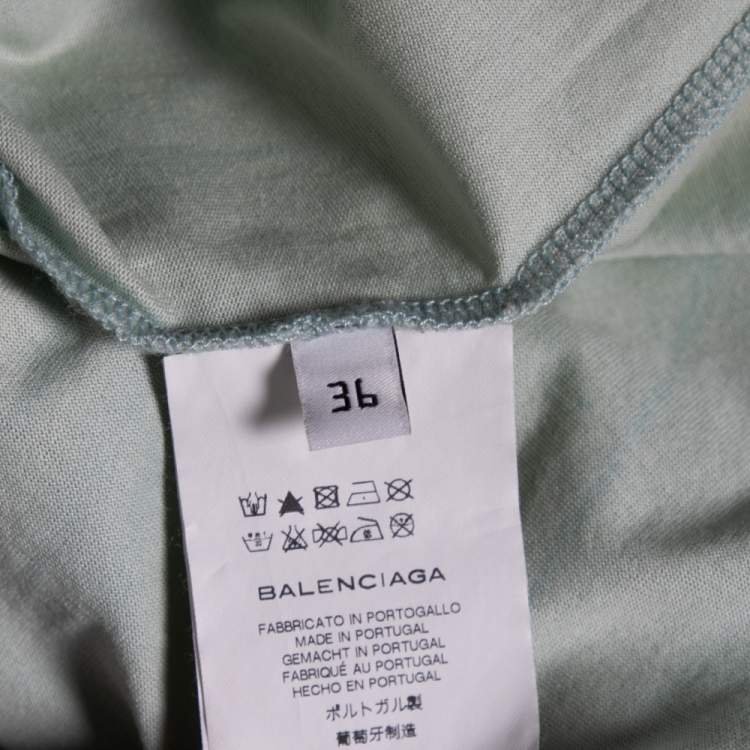 36
BALENCIAGA
FABBRICATO IN PORTOGALLO
MADE IN PORTUGAL
GEMACHT IN PORTUGAL
FABRIQUÉ AU PORTUGAL
HECHO EN PORTUGAL
ポルトガル製
葡萄牙制造